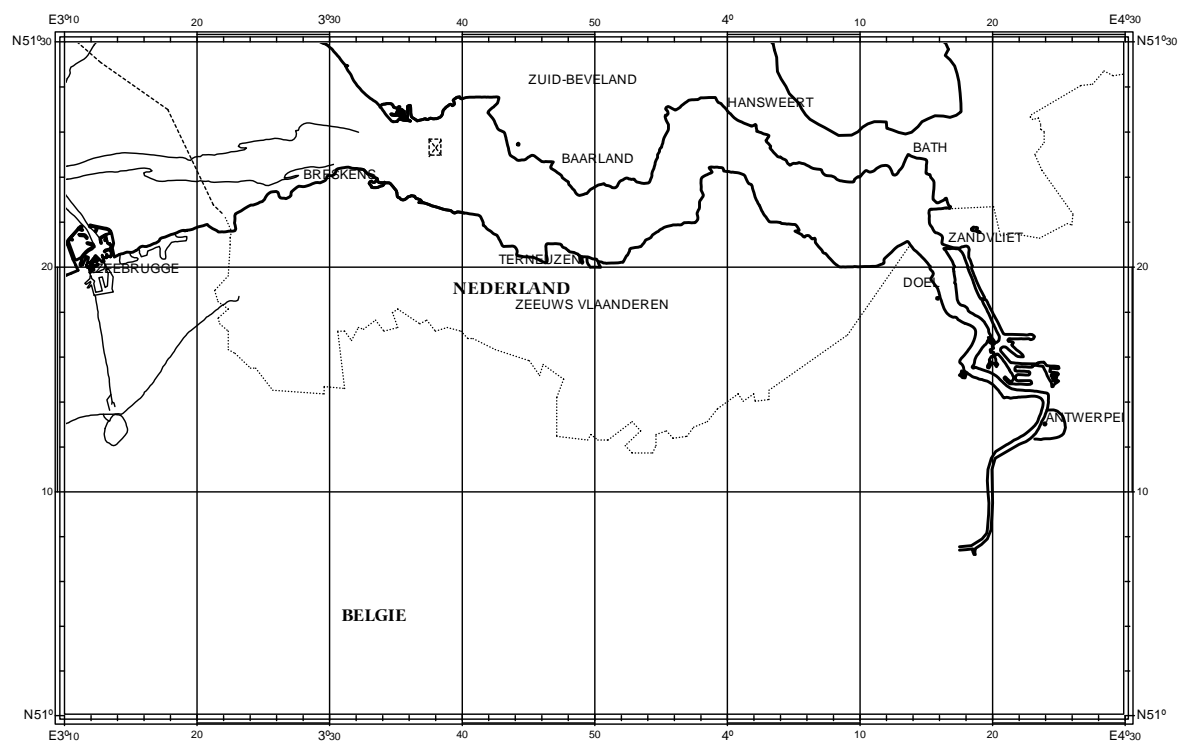 E3º10 20 3º30 40 50 4º 10 20 E4º30
N51º30 N51º30
ZUID-BEVELAND
HANSWEERT
BATH
BAARLAND
BRESKENS
ZANDVLIET
TERNEUZEN
ZEEBRUGGE
20 20
DOEL
NEDERLAND
ZEEUWS VLAANDEREN
ANTWERPEN
10 10
BELGIE
N51º N51º
E3º10 20 3º30 40 50 4º 10 20 E4º30